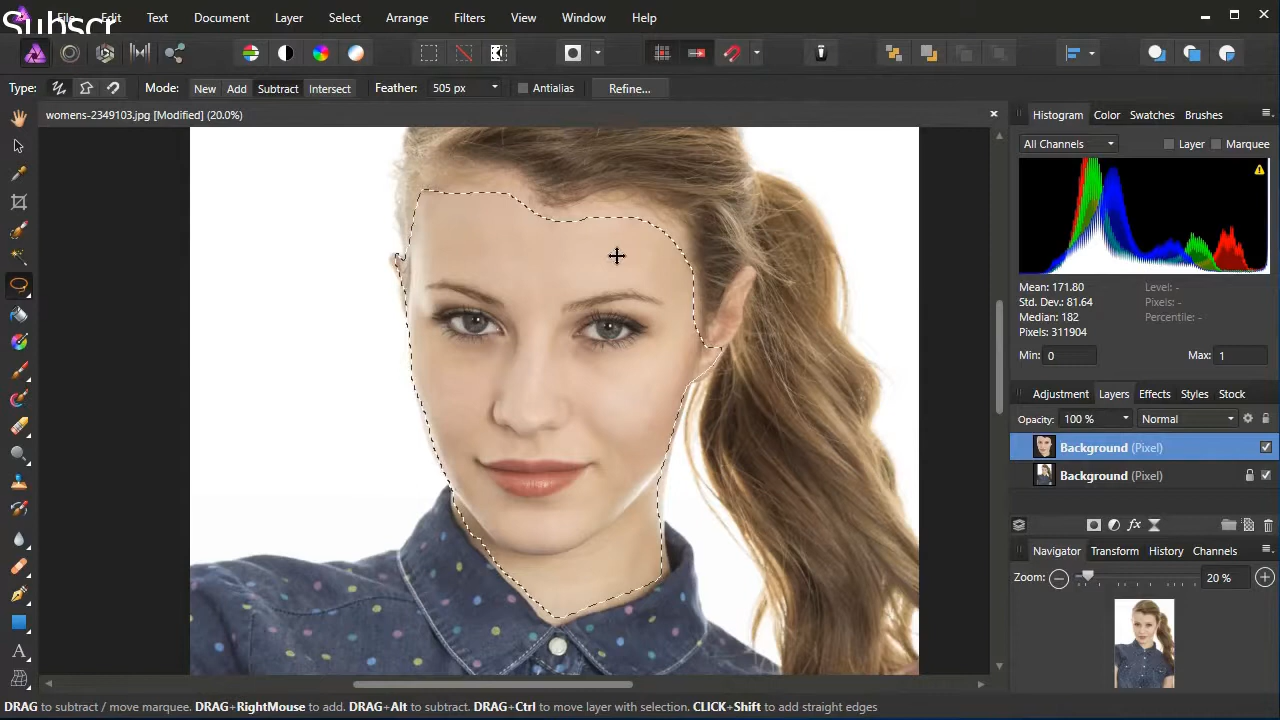 Subscr
File Edit Text Document Layer Select Arrange Filters View Window Help
Type: Mode: New Add Subtract Intersect Feather: 505 px Antialias Refine...
womens-2349103.jpg [Modified] (20.0%)
Histogram Color Swatches Brushes
All Channels Layer Marquee
Mean: 171.80 Level: -
Std. Dev.: 81.64 Pixels: -
Median: 182 Percentile: -
Pixels: 311904
Min: 0 Max: 1
Adjustment Layers Effects Styles Stock
Opacity: 100 % Normal
Background (Pixel)
Background (Pixel)
Navigator Transform History Channels
Zoom: 20 %
DRAG to subtract / move marquee. DRAG+RightMouse to add. DRAG+Alt to subtract. DRAG+Ctrl to move layer with selection. CLICK+Shift to add straight edges